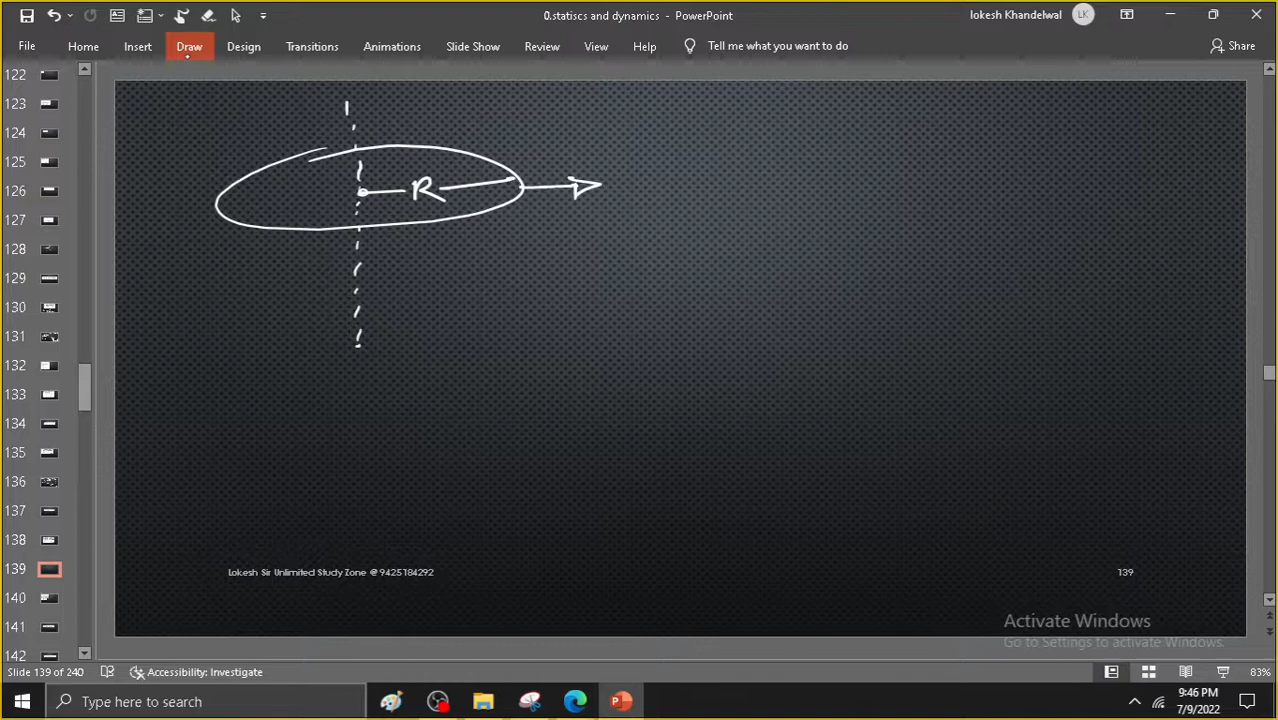 0.statiscs and dynamics - PowerPoint
lokesh Khandelwal
LK
File
Home
Insert
Draw
Design
Transitions
Animations
Slide Show
Review
View
Help
Tell me what you want to do
Share
122
123
124
125
126
127
128
129
130
131
132
133
134
135
136
137
138
139
140
141
142
R
Lokesh Sir Unlimited Study Zone @ 9425184292
139
Activate Windows
Go to Settings to activate Windows.
Slide 139 of 240
Accessibility: Investigate
83%
Type here to search
P
9:46 PM
7/9/2022